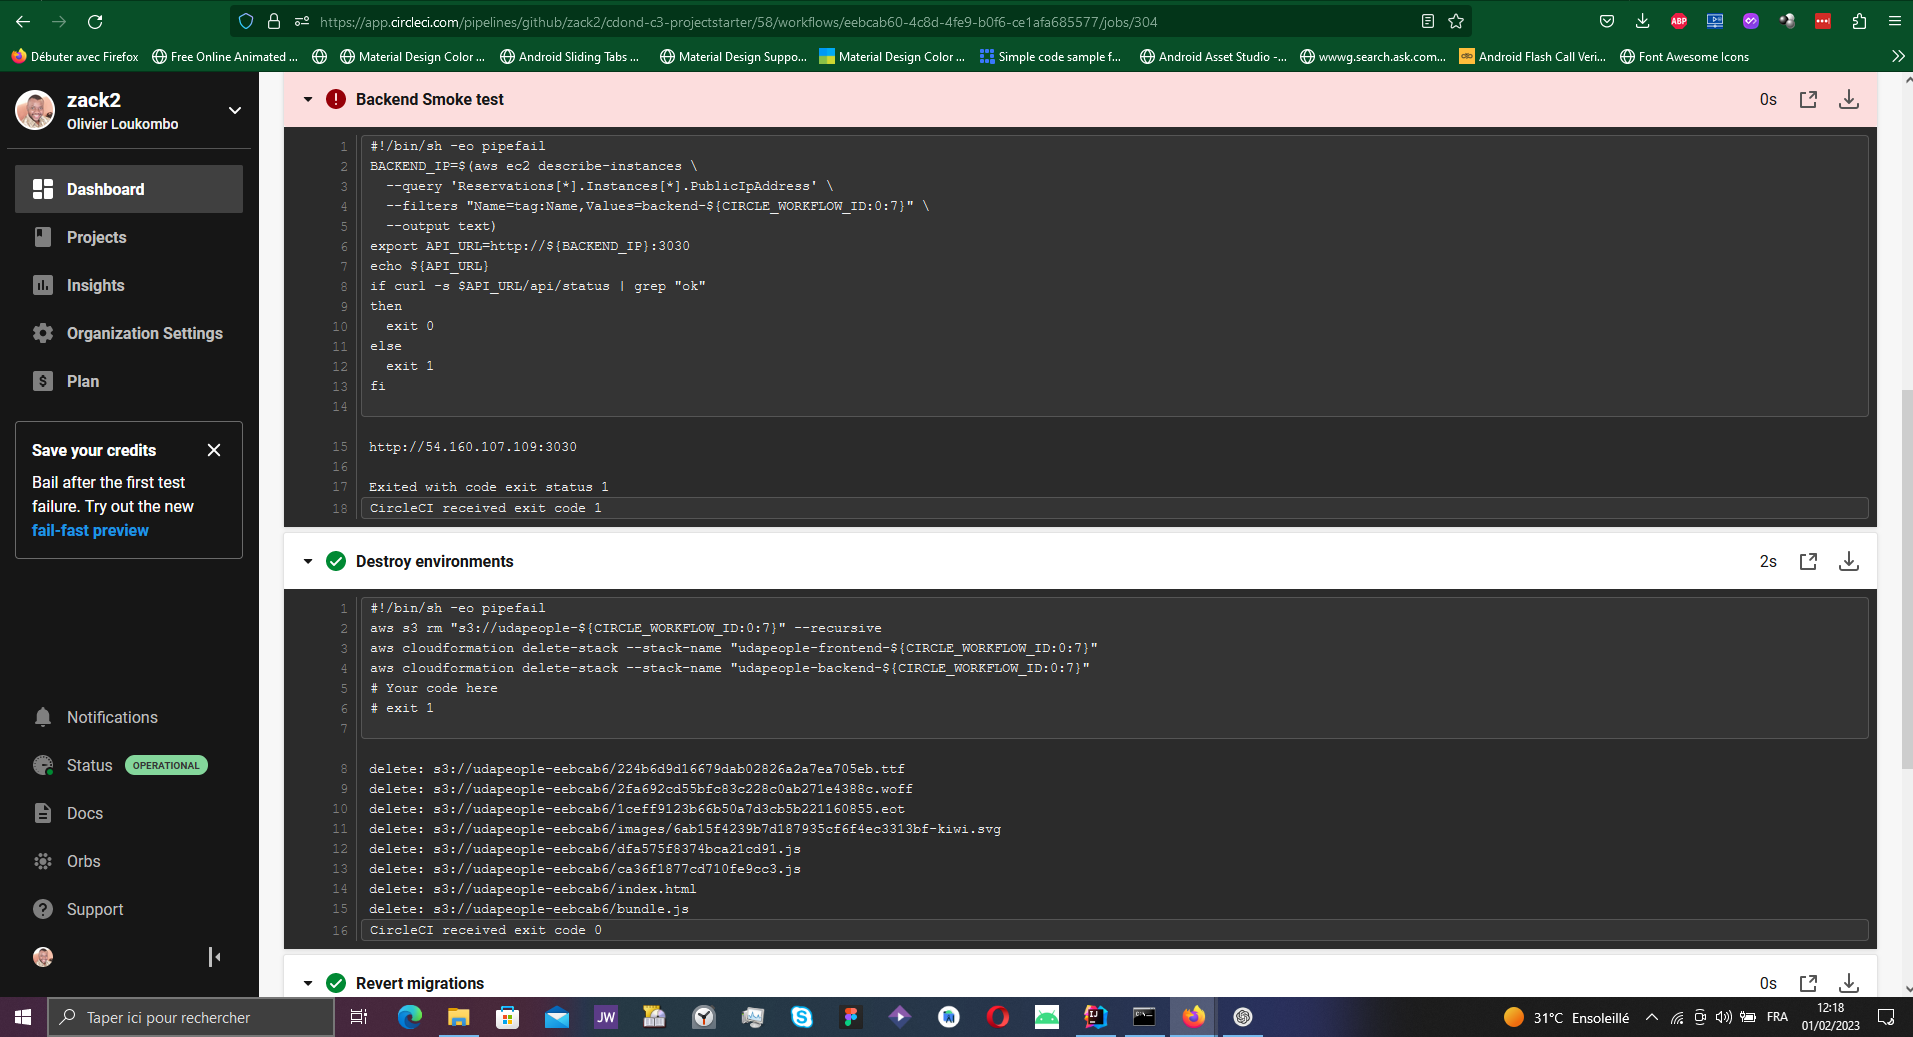 https://app.circleci.com/pipelines/github/zack2/cdond-c3-projectstarter/58/workflows/eebcab60-4c8d-4fe9-b0f6-ce1afa685577/jobs/304
ABP
Débuter avec Firefox
Free Online Animated ...
Material Design Color ...
Android Sliding Tabs ...
Material Design Suppo...
Material Design Color ...
Simple code sample f...
Android Asset Studio -...
wwwg.search.ask.com...
Android Flash Call Veri...
Font Awesome Icons
zack2
Olivier Loukombo
Dashboard
Projects
Insights
Organization Settings
Plan
Save your credits
Bail after the first test
failure. Try out the new
fail-fast preview
Notifications
Status OPERATIONAL
Docs
Orbs
Support
Backend Smoke test 0s
1 #!/bin/sh -eo pipefail
2 BACKEND_IP=$(aws ec2 describe-instances \
3 --query 'Reservations[*].Instances[*].PublicIpAddress' \
4 --filters "Name=tag:Name,Values=backend-${CIRCLE_WORKFLOW_ID:0:7}" \
5 --output text)
6 export API_URL=http://${BACKEND_IP}:3030
7 echo ${API_URL}
8 if curl -s $API_URL/api/status | grep "ok"
9 then
10 exit 0
11 else
12 exit 1
13 fi
14
15 http://54.160.107.109:3030
16
17 Exited with code exit status 1
18 CircleCI received exit code 1
Destroy environments 2s
1 #!/bin/sh -eo pipefail
2 aws s3 rm "s3://udapeople-${CIRCLE_WORKFLOW_ID:0:7}" --recursive
3 aws cloudformation delete-stack --stack-name "udapeople-frontend-${CIRCLE_WORKFLOW_ID:0:7}"
4 aws cloudformation delete-stack --stack-name "udapeople-backend-${CIRCLE_WORKFLOW_ID:0:7}"
5 # Your code here
6 # exit 1
7
8 delete: s3://udapeople-eebcab6/224b6d9d16679dab02826a2a7ea705eb.ttf
9 delete: s3://udapeople-eebcab6/2fa692cd55bfc83c228c0ab271e4388c.woff
10 delete: s3://udapeople-eebcab6/1ceff9123b66b50a7d3cb5b221160855.eot
11 delete: s3://udapeople-eebcab6/images/6ab15f4239b7d187935cf6f4ec3313bf-kiwi.svg
12 delete: s3://udapeople-eebcab6/dfa575f8374bca21cd91.js
13 delete: s3://udapeople-eebcab6/ca36f1877cd710fe9cc3.js
14 delete: s3://udapeople-eebcab6/index.html
15 delete: s3://udapeople-eebcab6/bundle.js
16 CircleCI received exit code 0
Revert migrations 0s
Taper ici pour rechercher
JW
IJ
31°C Ensoleillé
FRA
12:18
01/02/2023